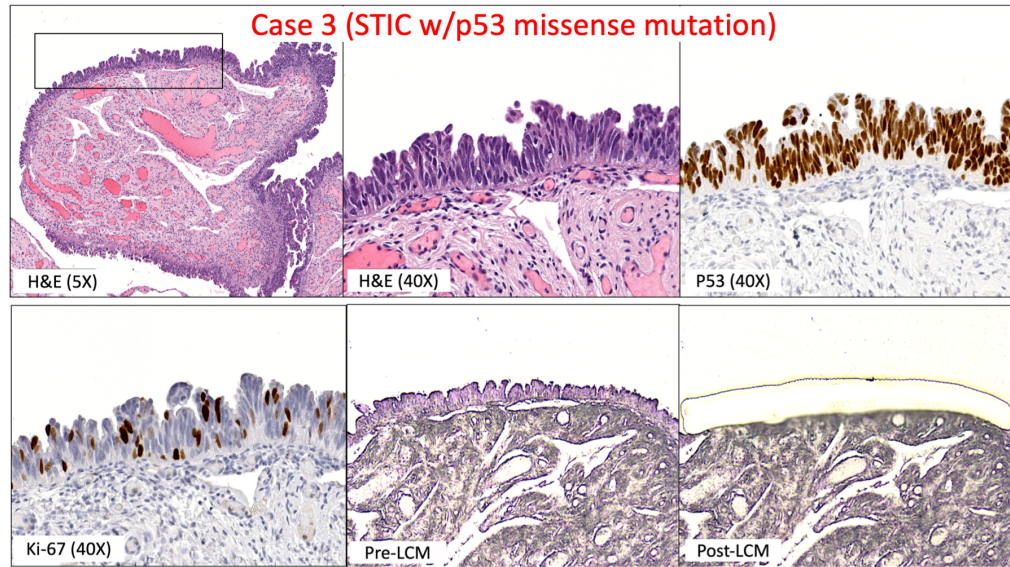 Case 3 (STIC w/p53 missense mutation)
H&E (5X)
H&E (40X)
P53 (40X)
Ki-67 (40X)
Pre-LCM
Post-LCM